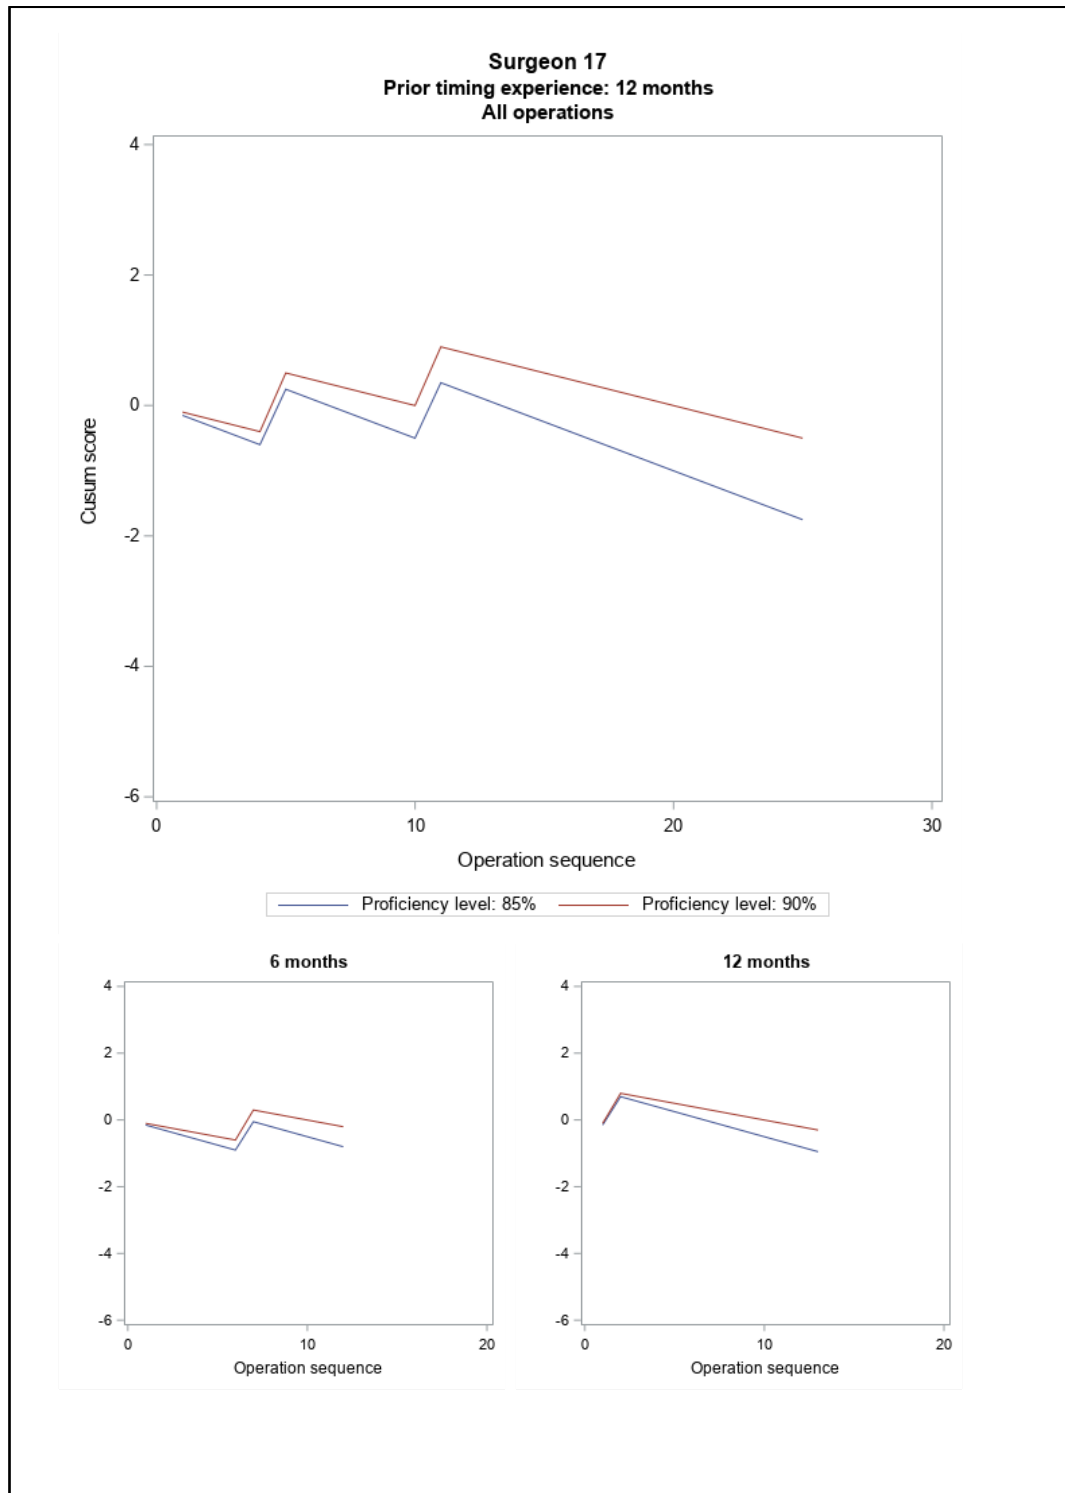 Surgeon 17
Prior timing experience: 12 months
All operations
4
2
0
-2
-4
-6
Cusum score
0 10 20 30
Operation sequence
Proficiency level: 85% Proficiency level: 90%
6 months
4
2
0
-2
-4
-6
0 10 20
Operation sequence
12 months
4
2
0
-2
-4
-6
0 10 20
Operation sequence